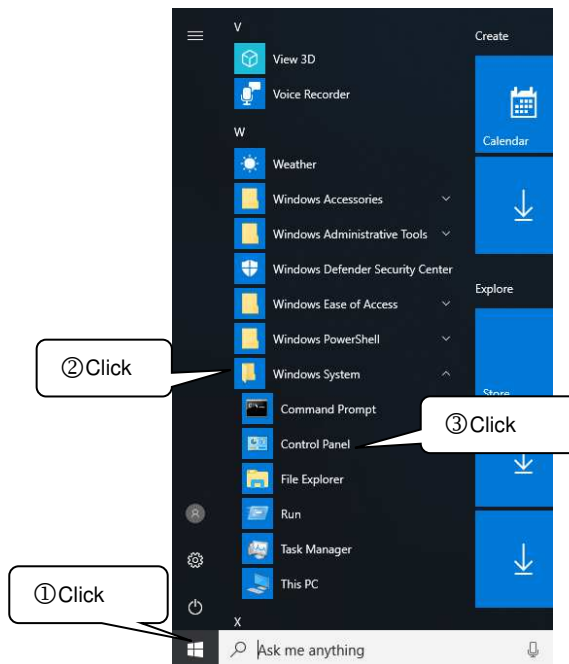 V
Create
View 3D
Voice Recorder
W
Calendar
Weather
Windows Accessories
Windows Administrative Tools
Windows Defender Security Center
Explore
Windows Ease of Access
Windows PowerShell
②Click
Windows System
Store
Command Prompt
③Click
Control Panel
File Explorer
Run
Task Manager
This PC
①Click
X
Ask me anything